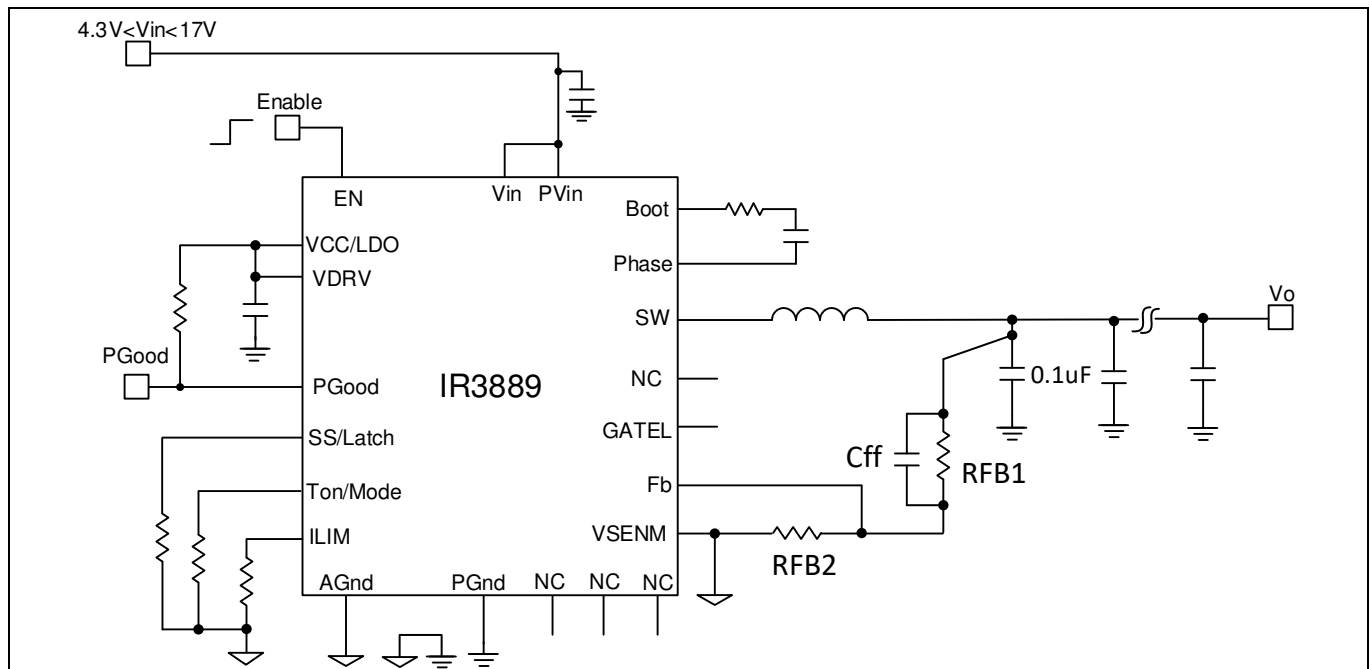 4.3V<Vin<17V
Enable
EN
Vin PVin
Boot
VCC/LDO
Phase
VDRV
SW
Vo
PGood
PGood
IR3889
NC
0.1uF
SS/Latch
GATEL
Cff
RFB1
Ton/Mode
Fb
ILIM
VSENM
RFB2
AGnd PGnd NC NC NC